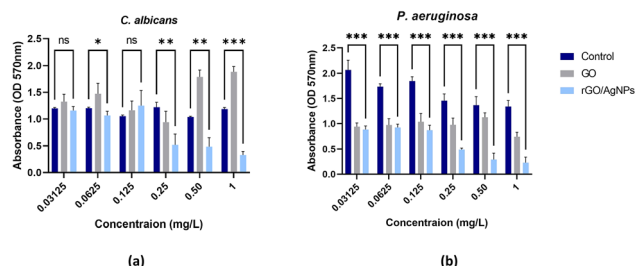 C. albicans
(a)
Absorbance (OD 570nm)
2.5
2.0
1.5
1.0
0.5
0.0
ns
*
ns
**
**
***
0.03125
0.0625
0.125
0.25
0.50
1
Concentraion (mg/L)
(a)
P. aeruginosa
(b)
Absorbance (OD 570nm)
2.5
2.0
1.5
1.0
0.5
0.0
***
***
***
***
***
***
0.03125
0.0625
0.125
0.25
0.50
1
Concentraion (mg/L)
(b)
Control
GO
rGO/AgNPs